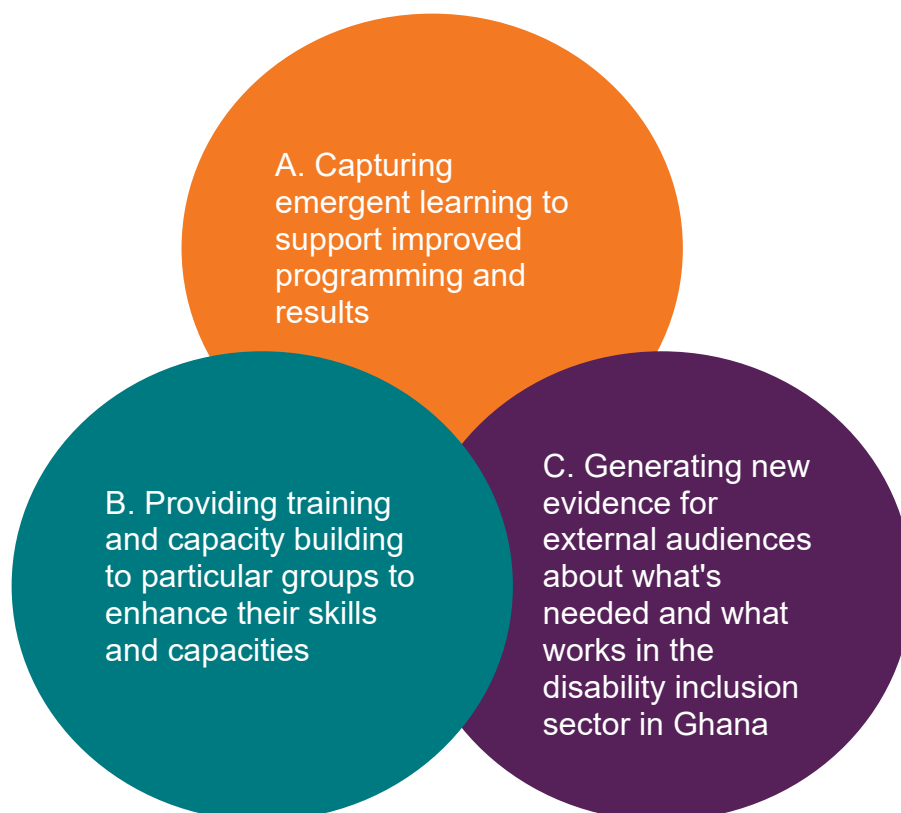 A. Capturing
emergent learning to
support improved
programming and
results
B. Providing training
and capacity building
to particular groups to
enhance their skills
and capacities
C. Generating new
evidence for
external audiences
about what's
needed and what
works in the
disability inclusion
sector in Ghana